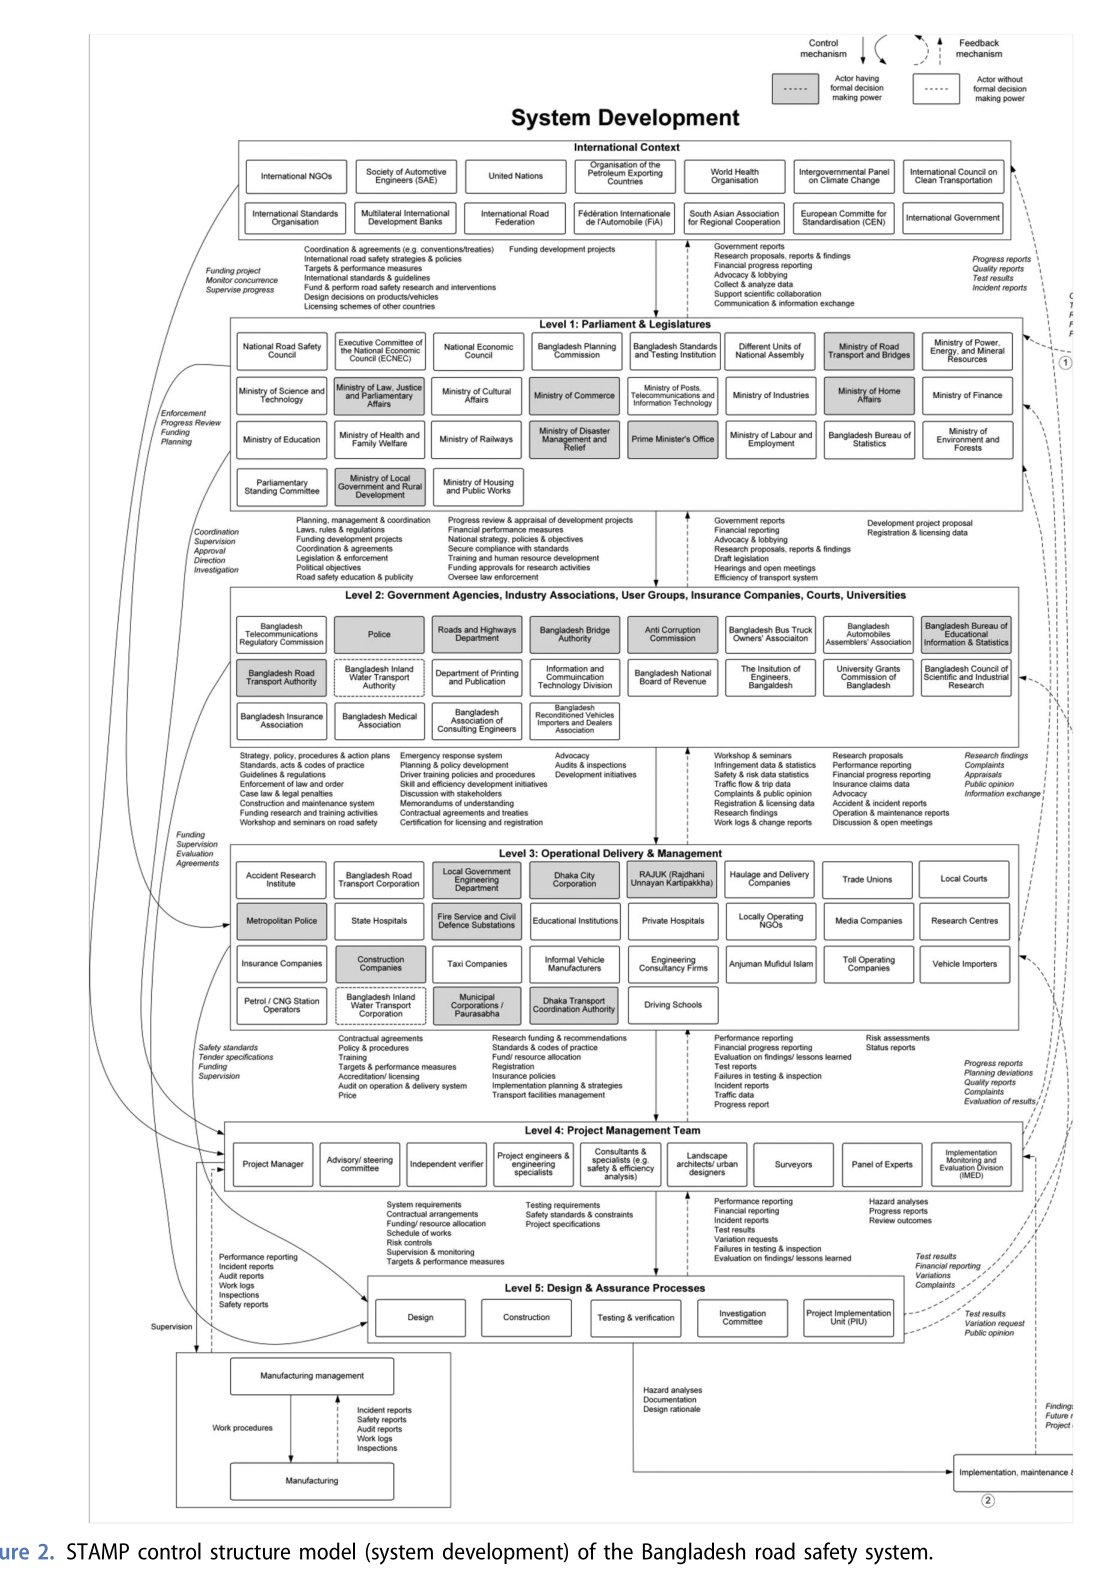 Control
mechanism
Feedback
mechanism
Actor having
formal decision
making power
Actor without
formal decision
making power
System Development
International Context
International NGOs
Society of Automotive
Engineers (SAE)
United Nations
Organisation of the
Petroleum Exporting
Countries
World Health
Organisation
Intergovernmental Panel
on Climate Change
International Council on
Clean Transportation
International Standards
Organisation
Multilateral International
Development Banks
International Road
Federation
Fédération Internationale
de l'Automobile (FiA)
South Asian Association
for Regional Cooperation
European Committe for
Standardisation (CEN)
International Government
Funding project
Monitor concurrence
Supervise progress
Coordination & agreements (e.g. conventions/treaties)
International road safety strategies & policies
Targets & performance measures
International standards & guidelines
Fund & perform road safety research and interventions
Design decisions on products/vehicles
Licensing schemes of other countries
Funding development projects
Government reports
Research proposals, reports & findings
Financial progress reporting
Advocacy & lobbying
Collect & analyze data
Support scientific collaboration
Communication & information exchange
Progress reports
Quality reports
Test results
Incident reports
Level 1: Parliament & Legislatures
National Road Safety
Council
Executive Committee of
the National Economic
Council (ECNEC)
National Economic
Council
Bangladesh Planning
Commission
Bangladesh Standards
and Testing Institution
Different Units of
National Assembly
Ministry of Road
Transport and Bridges
Ministry of Power,
Energy, and Mineral
Resources
1
Ministry of Science and
Technology
Ministry of Law, Justice
and Parliamentary
Affairs
Ministry of Cultural
Affairs
Ministry of Commerce
Ministry of Posts,
Telecommunications and
Information Technology
Ministry of Industries
Ministry of Home
Affairs
Ministry of Finance
Enforcement
Progress Review
Funding
Planning
Ministry of Education
Ministry of Health and
Family Welfare
Ministry of Railways
Ministry of Disaster
Management and
Relief
Prime Minister's Office
Ministry of Labour and
Employment
Bangladesh Bureau of
Statistics
Ministry of
Environment and
Forests
Parliamentary
Standing Committee
Ministry of Local
Government and Rural
Development
Ministry of Housing
and Public Works
Coordination
Supervision
Approval
Direction
Investigation
Planning, management & coordination
Laws, rules & regulations
Funding development projects
Coordination & agreements
Legislation & enforcement
Political objectives
Road safety education & publicity
Progress review & appraisal of development projects
Financial performance measures
National strategy, policies & objectives
Secure compliance with standards
Training and human resource development
Funding approvals for research activities
Oversee law enforcement
Government reports
Financial reporting
Advocacy & lobbying
Research proposals, reports & findings
Draft legislation
Hearings and open meetings
Efficiency of transport system
Development project proposal
Registration & licensing data
Level 2: Government Agencies, Industry Associations, User Groups, Insurance Companies, Courts, Universities
Bangladesh
Telecommunications
Regulatory Commission
Police
Roads and Highways
Department
Bangladesh Bridge
Authority
Anti Corruption
Commission
Bangladesh Bus Truck
Owners' Associaiton
Bangladesh
Automobiles
Assemblers' Association
Bangladesh Bureau of
Educational
Information & Statistics
Bangladesh Road
Transport Authority
Bangladesh Inland
Water Transport
Authority
Department of Printing
and Publication
Information and
Commuincation
Technology Division
Bangladesh National
Board of Revenue
The Insitution of
Engineers,
Bangaldesh
University Grants
Commission of
Bangladesh
Bangladesh Council of
Scientific and Industrial
Research
Bangladesh Insurance
Association
Bangladesh Medical
Association
Bangladesh
Association of
Consulting Engineers
Bangladesh
Reconditioned Vehicles
Importers and Dealers
Association
Strategy, policy, procedures & action plans
Standards, acts & codes of practice
Guidelines & regulations
Enforcement of law and order
Case law & legal penalties
Construction and maintenance system
Funding research and training activities
Workshop and seminars on road safety
Emergency response system
Planning & policy development
Driver training policies and procedures
Skill and efficiency development initiatives
Discussion with stakeholders
Memorandums of understanding
Contractual agreements and treaties
Certification for licensing and registration
Advocacy
Audits & inspections
Development initiatives
Workshop & seminars
Infringement data & statistics
Safety & risk data statistics
Traffic flow & trip data
Complaints & public opinion
Registration & licensing data
Research findings
Work logs & change reports
Research proposals
Performance reporting
Financial progress reporting
Insurance claims data
Advocacy
Accident & incident reports
Operation & maintenance reports
Discussion & open meetings
Research findings
Complaints
Appraisals
Public opinion
Information exchange
Funding
Supervision
Evaluation
Agreements
Level 3: Operational Delivery & Management
Accident Research
Institute
Bangladesh Road
Transport Corporation
Local Government
Engineering
Department
Dhaka City
Corporation
RAJUK (Rajdhani
Unnayan Kartipakkha)
Haulage and Delivery
Companies
Trade Unions
Local Courts
Metropolitan Police
State Hospitals
Fire Service and Civil
Defence Substations
Educational Institutions
Private Hospitals
Locally Operating
NGOs
Media Companies
Research Centres
Insurance Companies
Construction
Companies
Taxi Companies
Informal Vehicle
Manufacturers
Engineering
Consultancy Firms
Anjuman Mufidul Islam
Toll Operating
Companies
Vehicle Importers
Petrol / CNG Station
Operators
Bangladesh Inland
Water Transport
Corporation
Municipal
Corporations /
Paurasabha
Dhaka Transport
Coordination Authority
Driving Schools
Safety standards
Tender specifications
Funding
Supervision
Contractual agreements
Policy & procedures
Training
Targets & performance measures
Accreditation/ licensing
Audit on operation & delivery system
Price
Research funding & recommendations
Standards & codes of practice
Fund/ resource allocation
Registration
Insurance policies
Implementation planning & strategies
Transport facilities management
Performance reporting
Financial progress reporting
Evaluation on findings/ lessons learned
Test reports
Failures in testing & inspection
Incident reports
Traffic data
Progress report
Risk assessments
Status reports
Progress reports
Planning deviations
Quality reports
Complaints
Evaluation of results
Level 4: Project Management Team
Project Manager
Advisory/ steering
committee
Independent verifier
Project engineers &
engineering
specialists
Consultants &
specialists (e.g.
safety & efficiency
analysis)
Landscape
architects/ urban
designers
Surveyors
Panel of Experts
Implementation
Monitoring and
Evaluation Division
(IMED)
System requirements
Contractual arrangements
Funding/ resource allocation
Schedule of works
Risk controls
Supervision & monitoring
Targets & performance measures
Testing requirements
Safety standards & constraints
Project specifications
Performance reporting
Financial reporting
Incident reports
Test results
Variation requests
Failures in testing & inspection
Evaluation on findings/ lessons learned
Hazard analyses
Progress reports
Review outcomes
Performance reporting
Incident reports
Audit reports
Work logs
Inspections
Safety reports
Test results
Financial reporting
Variations
Complaints
Level 5: Design & Assurance Processes
Design
Construction
Testing & verification
Investigation
Committee
Project Implementation
Unit (PIU)
Test results
Variation request
Public opinion
Supervision
Manufacturing management
Work procedures
Incident reports
Safety reports
Audit reports
Work logs
Inspections
Manufacturing
Hazard analyses
Documentation
Design rationale
Findings
Future
Project
Implementation, maintenance &
2
ure 2. STAMP control structure model (system development) of the Bangladesh road safety system.